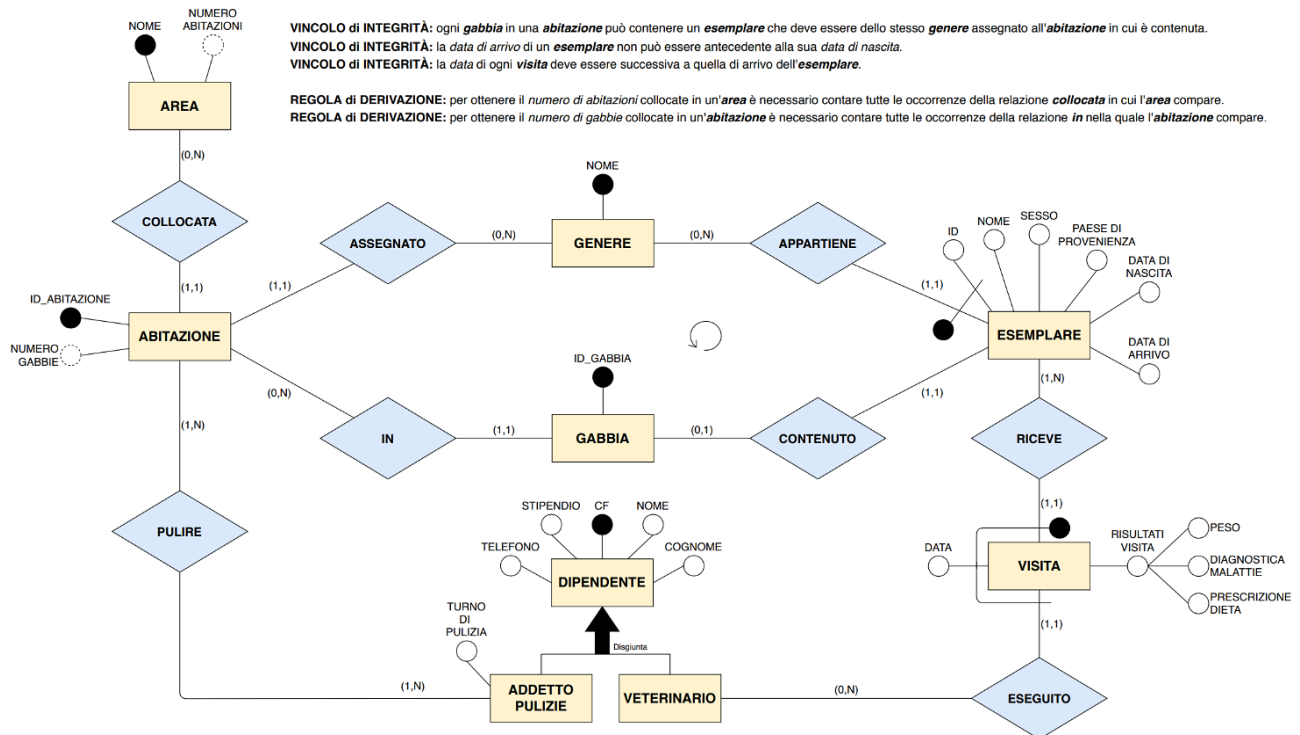 NOME
NUMERO
ABITAZIONI
VINCOLO di INTEGRITÀ: ogni gabbia in una abitazione può contenere un esemplare che deve essere dello stesso genere assegnato all'abitazione in cui è contenuta.
VINCOLO di INTEGRITÀ: la data di arrivo di un esemplare non può essere antecedente alla sua data di nascita.
VINCOLO di INTEGRITÀ: la data di ogni visita deve essere successiva a quella di arrivo dell'esemplare.
REGOLA di DERIVAZIONE: per ottenere il numero di abitazioni collocate in un'area è necessario contare tutte le occorrenze della relazione collocata in cui l'area compare.
REGOLA di DERIVAZIONE: per ottenere il numero di gabbie collocate in un'abitazione è necessario contare tutte le occorrenze della relazione in nella quale l'abitazione compare.
AREA
(0,N)
COLLOCATA
(1,1)
NOME
ASSEGNATO
(0,N)
GENERE
(0,N)
APPARTIENE
(1,1)
(1,1)
ID
NOME
SESSO
PAESE DI
PROVENIENZA
DATA DI
NASCITA
DATA DI
ARRIVO
ESEMPLARE
ID_ABITAZIONE
NUMERO
GABBIE
ABITAZIONE
(0,N)
IN
(1,1)
ID_GABBIA
GABBIA
(0,1)
CONTENUTO
(1,1)
(1,N)
RICEVE
(1,1)
(1,N)
PULIRE
(1,N)
STIPENDIO
CF
NOME
TELEFONO
COGNOME
DIPENDENTE
Disgiunta
TURNO
DI
PULIZIA
ADDETTO
PULIZIE
VETERINARIO
(0,N)
ESEGUITO
(1,1)
DATA
VISITA
RISULTATI
VISITA
PESO
DIAGNOSTICA
MALATTIE
PRESCRIZIONE
DIETA